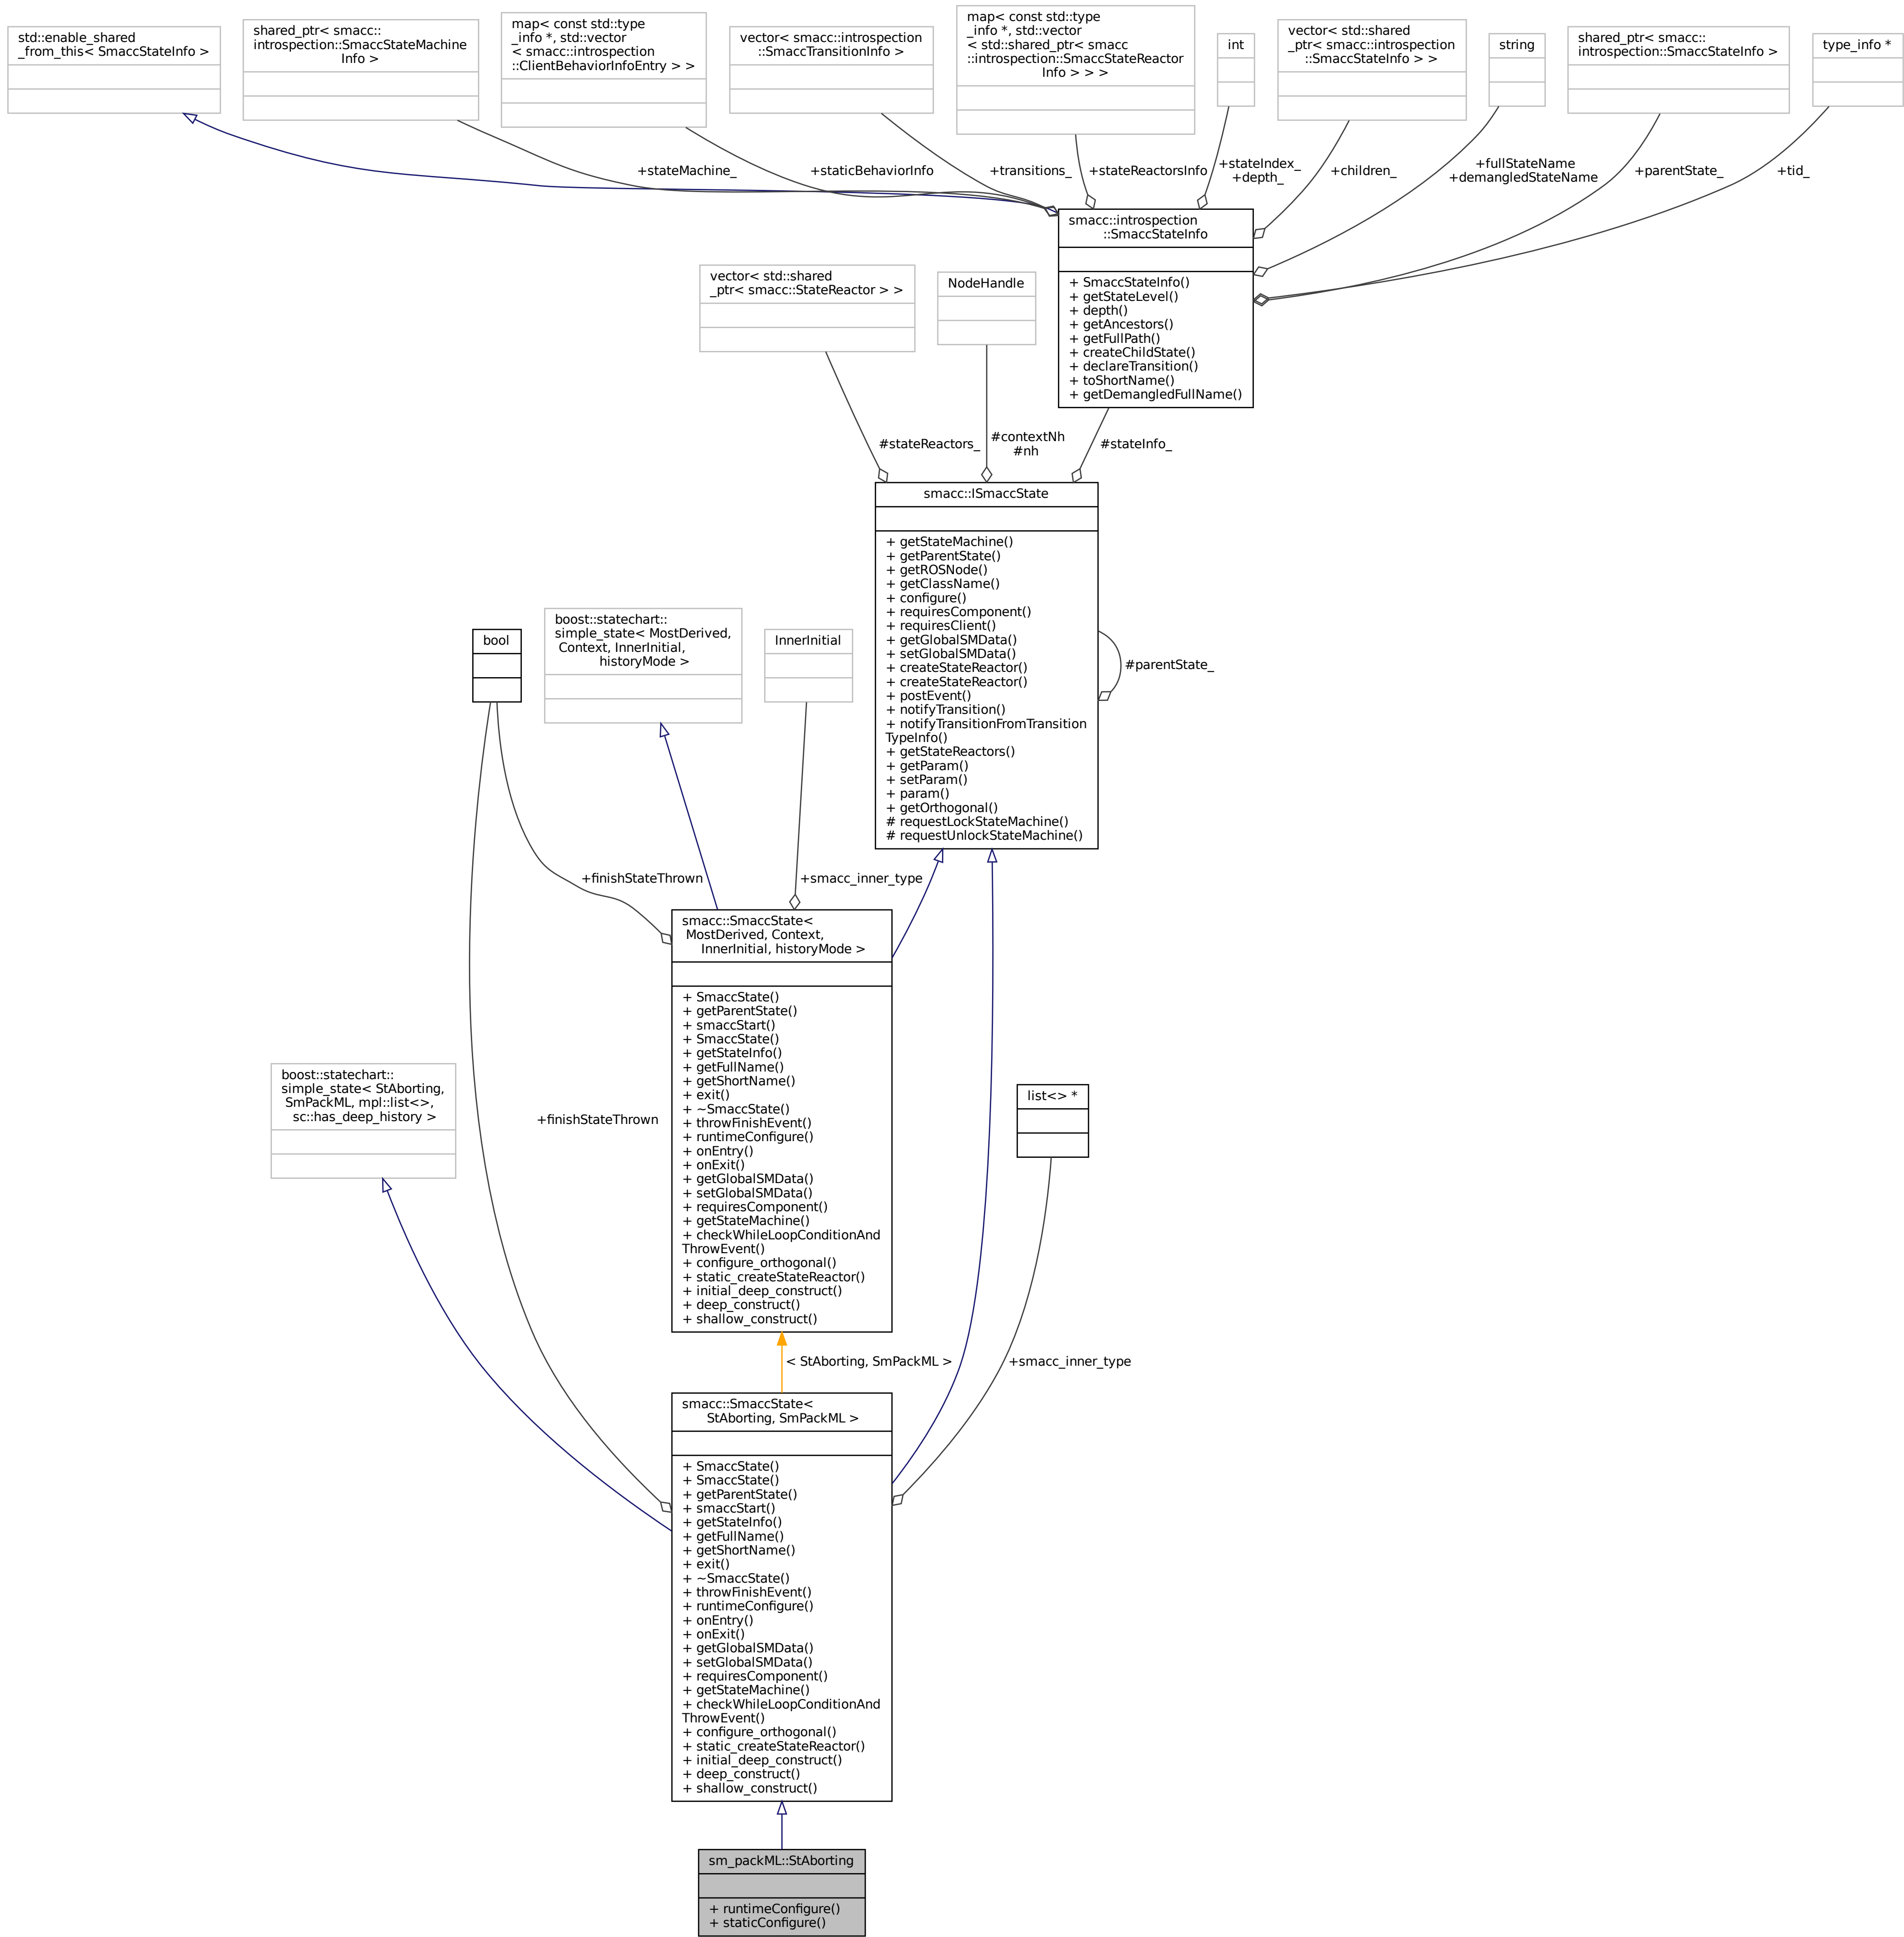 std::enable_shared
_from_this< SmaccStateInfo >
shared_ptr< smacc::
introspection::SmaccStateMachine
Info >
map< const std::type
_info *, std::vector
< smacc::introspection
::ClientBehaviorInfoEntry > >
vector< smacc::introspection
::SmaccTransitionInfo >
map< const std::type
_info *, std::vector
< std::shared_ptr< smacc
::introspection::SmaccStateReactor
Info > > >
int
vector< std::shared
_ptr< smacc::introspection
::SmaccStateInfo > >
string
shared_ptr< smacc::
introspection::SmaccStateInfo >
type_info *
+stateMachine_
+staticBehaviorInfo
+transitions_
+stateReactorsInfo
+stateIndex_
+depth_
+children_
+fullStateName
+demangledStateName
+parentState_
+tid_
smacc::introspection
::SmaccStateInfo
+ SmaccStateInfo()
+ getStateLevel()
+ depth()
+ getAncestors()
+ getFullPath()
+ createChildState()
+ declareTransition()
+ toShortName()
+ getDemangledFullName()
vector< std::shared
_ptr< smacc::StateReactor > >
NodeHandle
#stateReactors_
#contextNh
#nh
#stateInfo_
smacc::ISmaccState
+ getStateMachine()
+ getParentState()
+ getROSNode()
+ getClassName()
+ configure()
+ requiresComponent()
+ requiresClient()
+ getGlobalSMData()
+ setGlobalSMData()
+ createStateReactor()
+ createStateReactor()
+ postEvent()
+ notifyTransition()
+ notifyTransitionFromTransition
TypeInfo()
+ getStateReactors()
+ getParam()
+ setParam()
+ param()
+ getOrthogonal()
# requestLockStateMachine()
# requestUnlockStateMachine()
#parentState_
bool
boost::statechart::
simple_state< MostDerived,
Context, InnerInitial,
historyMode >
InnerInitial
+finishStateThrown
+smacc_inner_type
smacc::SmaccState<
MostDerived, Context,
InnerInitial, historyMode >
+ SmaccState()
+ getParentState()
+ smaccStart()
+ SmaccState()
+ getStateInfo()
+ getFullName()
+ getShortName()
+ exit()
+ ~SmaccState()
+ throwFinishEvent()
+ runtimeConfigure()
+ onEntry()
+ onExit()
+ getGlobalSMData()
+ setGlobalSMData()
+ requiresComponent()
+ getStateMachine()
+ checkWhileLoopConditionAnd
ThrowEvent()
+ configure_orthogonal()
+ static_createStateReactor()
+ initial_deep_construct()
+ deep_construct()
+ shallow_construct()
boost::statechart::
simple_state< StAborting,
SmPackML, mpl::list<>,
sc::has_deep_history >
+finishStateThrown
list<> *
< StAborting, SmPackML >
+smacc_inner_type
smacc::SmaccState<
StAborting, SmPackML >
+ SmaccState()
+ SmaccState()
+ getParentState()
+ smaccStart()
+ getStateInfo()
+ getFullName()
+ getShortName()
+ exit()
+ ~SmaccState()
+ throwFinishEvent()
+ runtimeConfigure()
+ onEntry()
+ onExit()
+ getGlobalSMData()
+ setGlobalSMData()
+ requiresComponent()
+ getStateMachine()
+ checkWhileLoopConditionAnd
ThrowEvent()
+ configure_orthogonal()
+ static_createStateReactor()
+ initial_deep_construct()
+ deep_construct()
+ shallow_construct()
sm_packML::StAborting
+ runtimeConfigure()
+ staticConfigure()